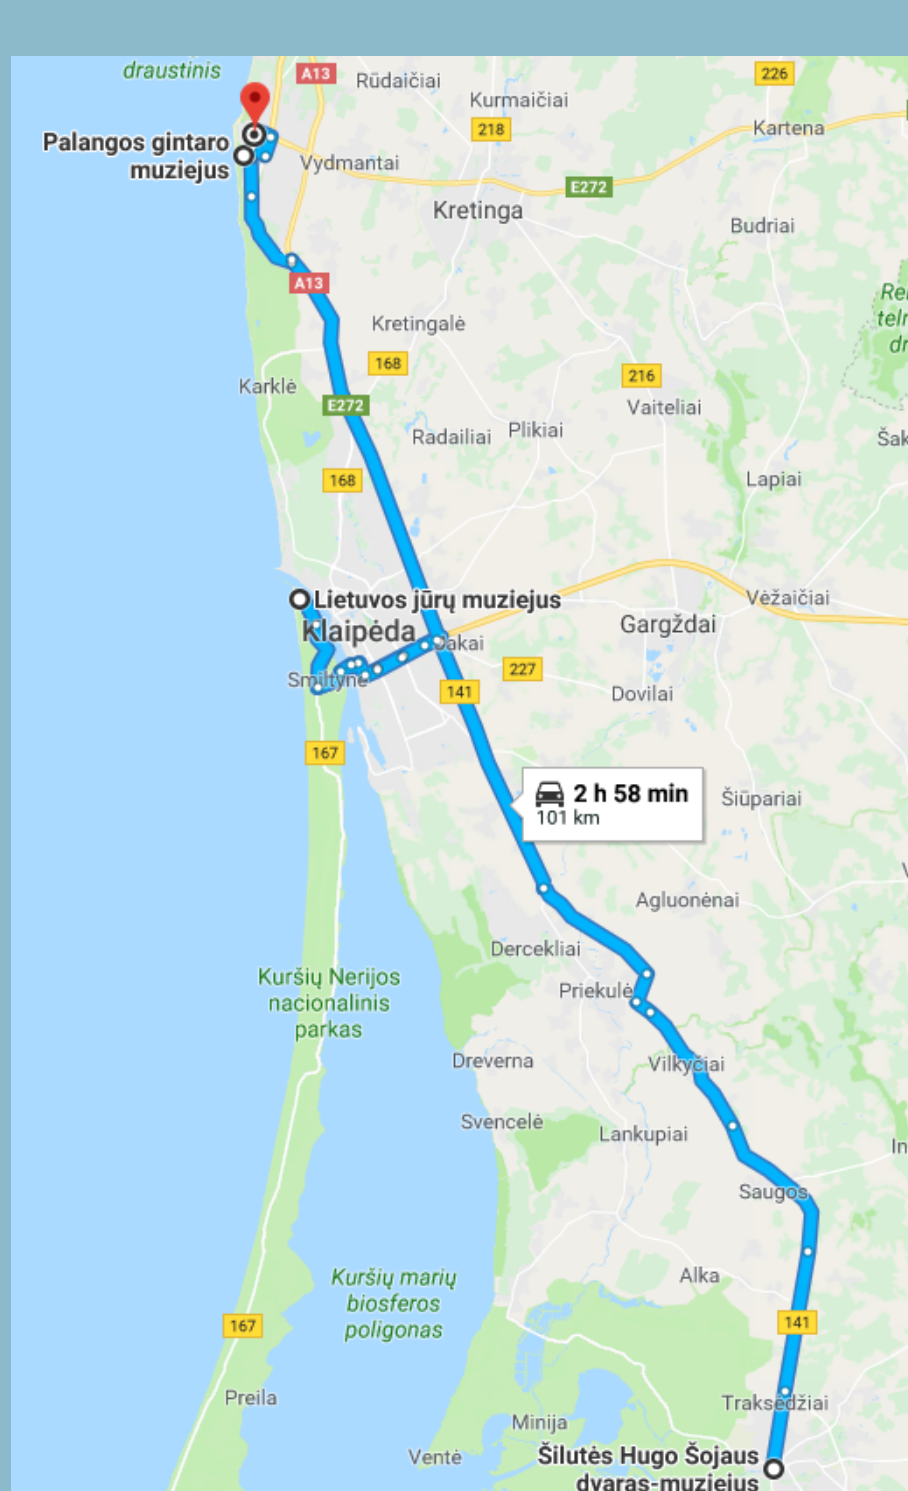 draustinis
A13
Rūdaičiai
226
Kurmaičiai
218
Kartena
Palangos gintaro
muziejus
Vydmantai
E272
Kretinga
Budriai
A13
Kretingalė
168
216
Karklė
E272
Vaiteliai
Radailiai
Plikiai
168
Lapiai
Lietuvos jūrų muziejus
Vėžaičiai
Klaipėda
Gargždai
Jakai
Smiltynė
227
141
Dovilai
167
2 h 58 min
101 km
Šiūpariai
Agluonėnai
Dercekliai
Kuršių Nerijos
nacionalinis
parkas
Priekulė
Dreverna
Vilkyčiai
Svencelė
Lankupiai
Saugos
Kuršių marių
biosferos
poligonas
Alka
167
141
Preila
Traksėdžiai
Minija
Ventė
Šilutės Hugo Šojaus
dvaras-muziejus